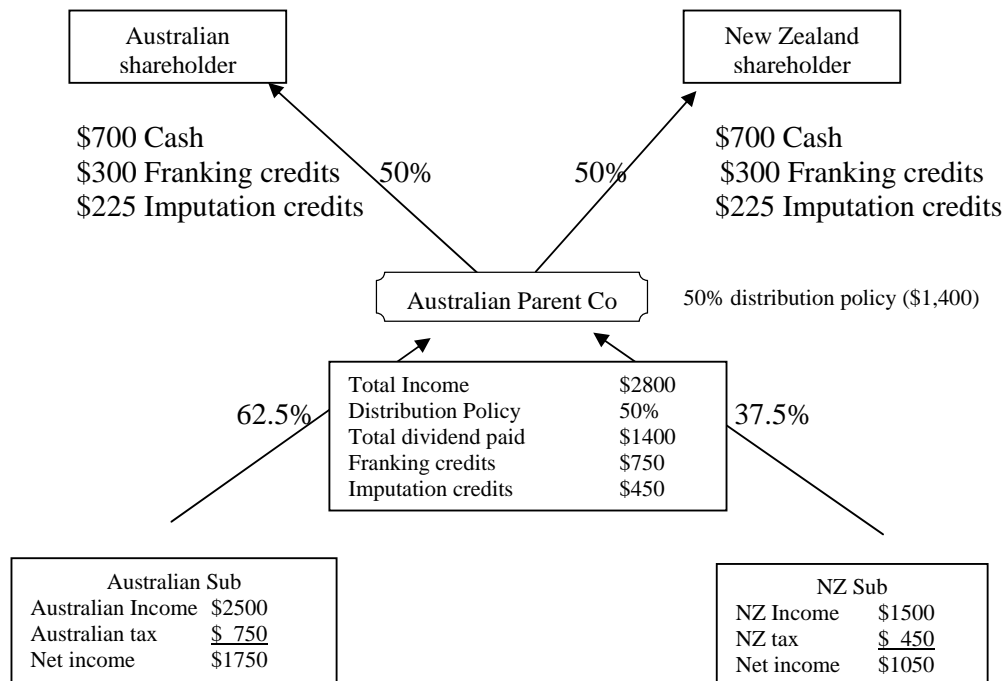 Australian
shareholder
New Zealand
shareholder
$700 Cash
$300 Franking credits
$225 Imputation credits
50%
50%
$700 Cash
$300 Franking credits
$225 Imputation credits
Australian Parent Co
50% distribution policy ($1,400)
62.5%
Total Income $2800
Distribution Policy 50%
Total dividend paid $1400
Franking credits $750
Imputation credits $450
37.5%
Australian Sub
Australian Income $2500
Australian tax $ 750
Net income $1750
NZ Sub
NZ Income $1500
NZ tax $ 450
Net income $1050